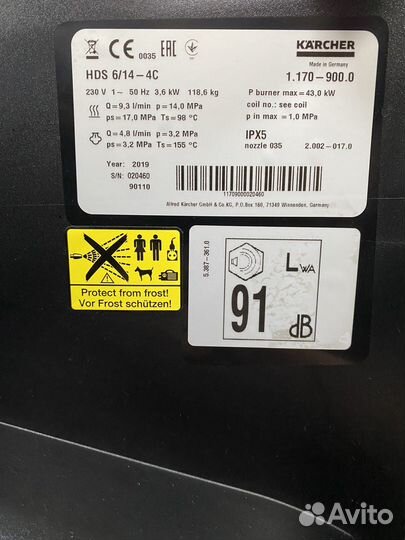 CE 0035 EAC
KÄRCHER
Made in Germany
HDS 6/14-4C
1.170-900.0
230 V 1~ 50 Hz 3,6 kW 118,6 kg
P burner max=43,0 kW
Q=9,3 l/min p=14,0 MPa
coil no.: see coil
ps=17,0 MPa Ts=98 °C
p in max=1,0 MPa
Q=4,8 l/min p=3,2 MPa
IPX5
ps=3,2 MPa Ts=155 °C
nozzle 035 2.002-017.0
Year: 2019
S/N: 020460
90110
11709000020460
Alfred Kärcher GmbH & Co.KG, P.O.Box 160, 71349 Winnenden, Germany
Protect from frost!
Vor Frost schützen!
5.387-361.0
LWA
91 dB
Avito